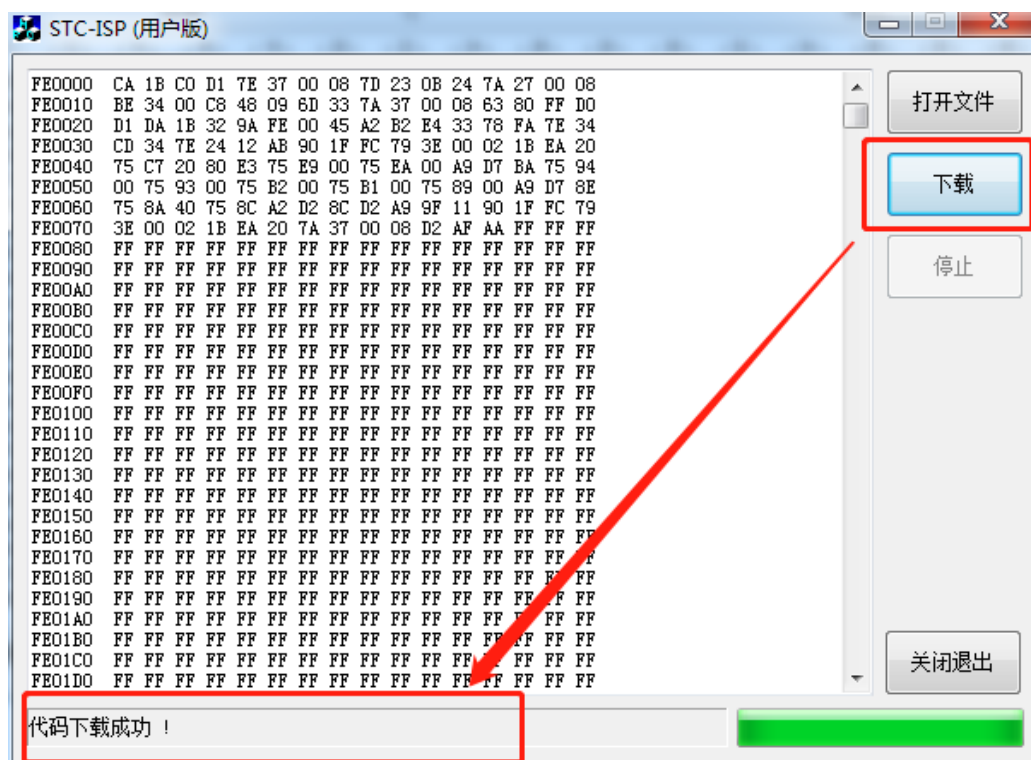 STC-ISP (用户版)
FE0000 CA 1B C0 D1 7E 37 00 08 7D 23 0B 24 7A 27 00 08
FE0010 BE 34 00 C8 48 09 6D 33 7A 37 00 08 63 80 FF D0
FE0020 D1 DA 1B 32 9A FE 00 45 A2 B2 E4 33 78 FA 7E 34
FE0030 CD 34 7E 24 12 AB 90 1F FC 79 3E 00 02 1B EA 20
FE0040 75 C7 20 80 E3 75 E9 00 75 EA 00 A9 D7 BA 75 94
FE0050 00 75 93 00 75 B2 00 75 B1 00 75 89 00 A9 D7 8E
FE0060 75 8A 40 75 8C A2 D2 8C D2 A9 9F 11 90 1F FC 79
FE0070 3E 00 02 1B EA 20 7A 37 00 08 D2 AF AA FF FF FF
FE0080 FF FF FF FF FF FF FF FF FF FF FF FF FF FF FF FF
FE0090 FF FF FF FF FF FF FF FF FF FF FF FF FF FF FF FF
FE00A0 FF FF FF FF FF FF FF FF FF FF FF FF FF FF FF FF
FE00B0 FF FF FF FF FF FF FF FF FF FF FF FF FF FF FF FF
FE00C0 FF FF FF FF FF FF FF FF FF FF FF FF FF FF FF FF
FE00D0 FF FF FF FF FF FF FF FF FF FF FF FF FF FF FF FF
FE00E0 FF FF FF FF FF FF FF FF FF FF FF FF FF FF FF FF
FE00F0 FF FF FF FF FF FF FF FF FF FF FF FF FF FF FF FF
FE0100 FF FF FF FF FF FF FF FF FF FF FF FF FF FF FF FF
FE0110 FF FF FF FF FF FF FF FF FF FF FF FF FF FF FF FF
FE0120 FF FF FF FF FF FF FF FF FF FF FF FF FF FF FF FF
FE0130 FF FF FF FF FF FF FF FF FF FF FF FF FF FF FF FF
FE0140 FF FF FF FF FF FF FF FF FF FF FF FF FF FF FF FF
FE0150 FF FF FF FF FF FF FF FF FF FF FF FF FF FF FF FF
FE0160 FF FF FF FF FF FF FF FF FF FF FF FF FF FF FF FF
FE0170 FF FF FF FF FF FF FF FF FF FF FF FF FF FF FF FF
FE0180 FF FF FF FF FF FF FF FF FF FF FF FF FF FF FF FF
FE0190 FF FF FF FF FF FF FF FF FF FF FF FF FF FF FF
FE01A0 FF FF FF FF FF FF FF FF FF FF FF FF FF FF FF
FE01B0 FF FF FF FF FF FF FF FF FF FF FF FF FF FF FF
FE01C0 FF FF FF FF FF FF FF FF FF FF FF FF FF FF FF
FE01D0 FF FF FF FF FF FF FF FF FF FF FF FF FF FF FF FF
打开文件
下载
停止
关闭退出
代码下载成功 !